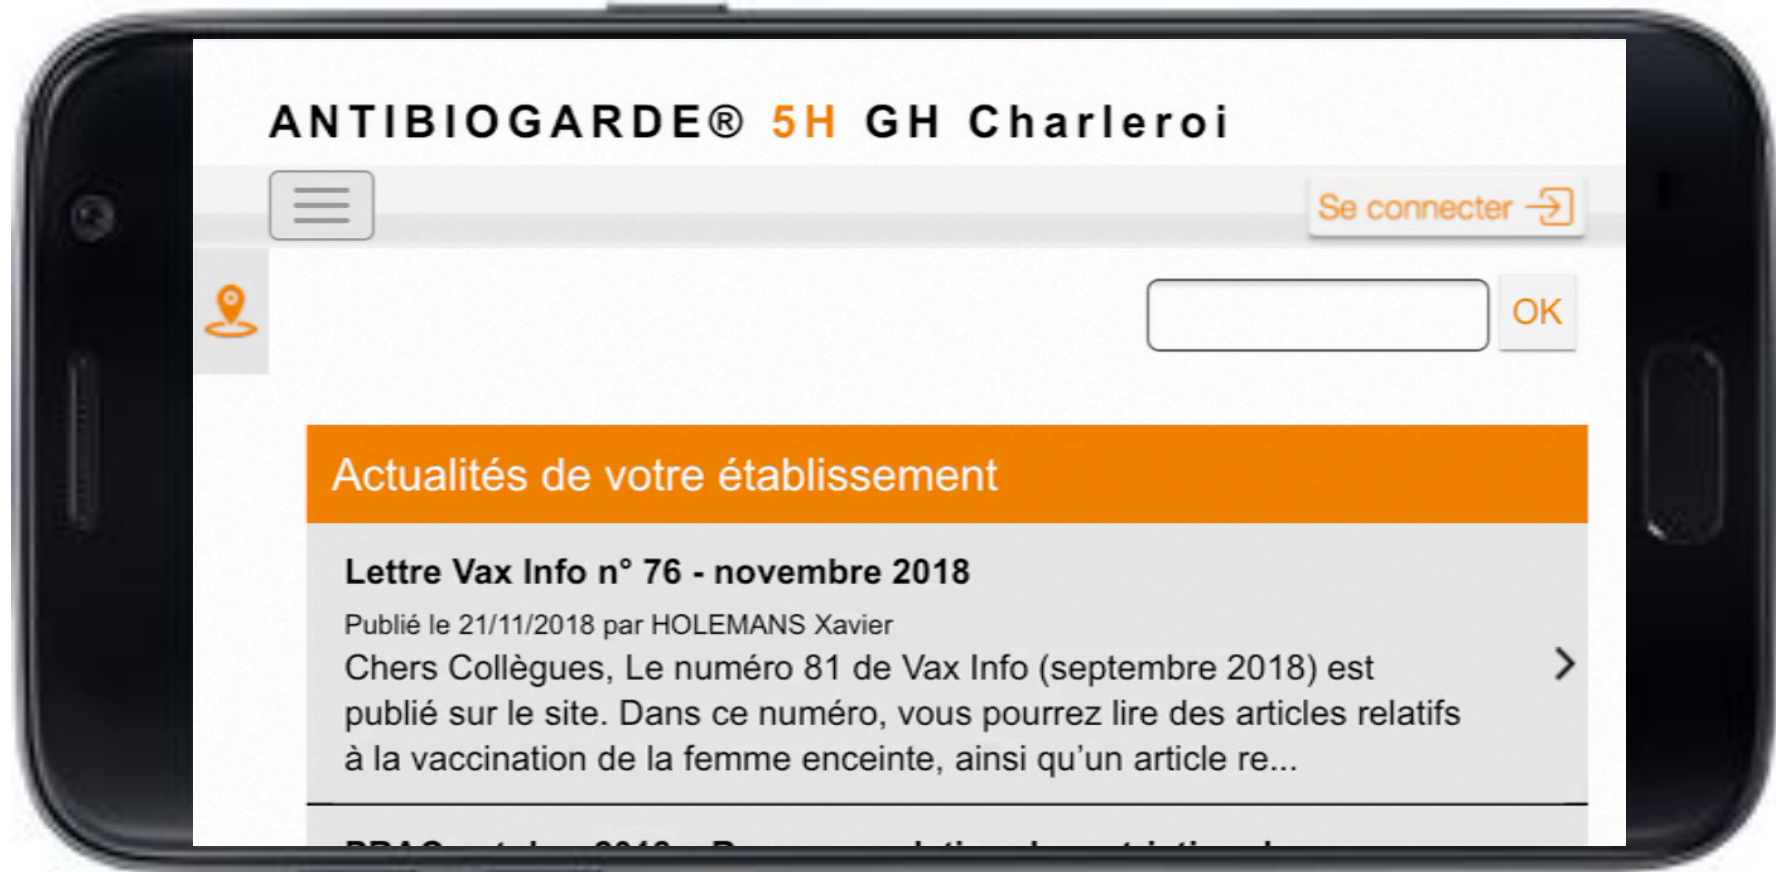 ANTIBIOGARDE® 5H GH Charleroi
Se connecter
OK
Actualités de votre établissement
Lettre Vax Info n° 76 - novembre 2018
Publié le 21/11/2018 par HOLEMANS Xavier
Chers Collègues, Le numéro 81 de Vax Info (septembre 2018) est
publié sur le site. Dans ce numéro, vous pourrez lire des articles relatifs
à la vaccination de la femme enceinte, ainsi qu'un article re...